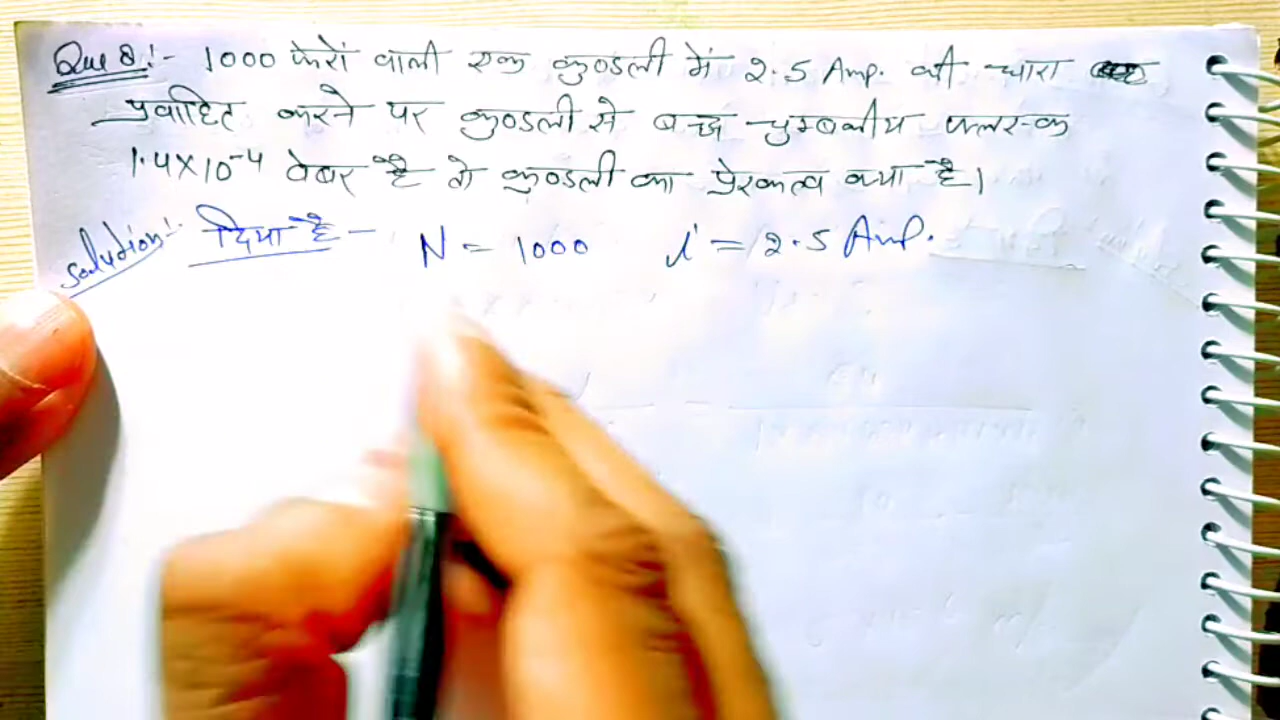 Que 8:- 1000 फेरों वाली एक कुण्डली में 2.5 Amp. की धारा
प्रवाहित करने पर कुण्डली से बद्ध चुम्बकीय फ्लक्स
1.4×10⁻⁴ वेबर है तो कुण्डली का प्रेरकत्व क्या है।
Solution:- दिया है - N = 1000 i = 2.5 Amp.